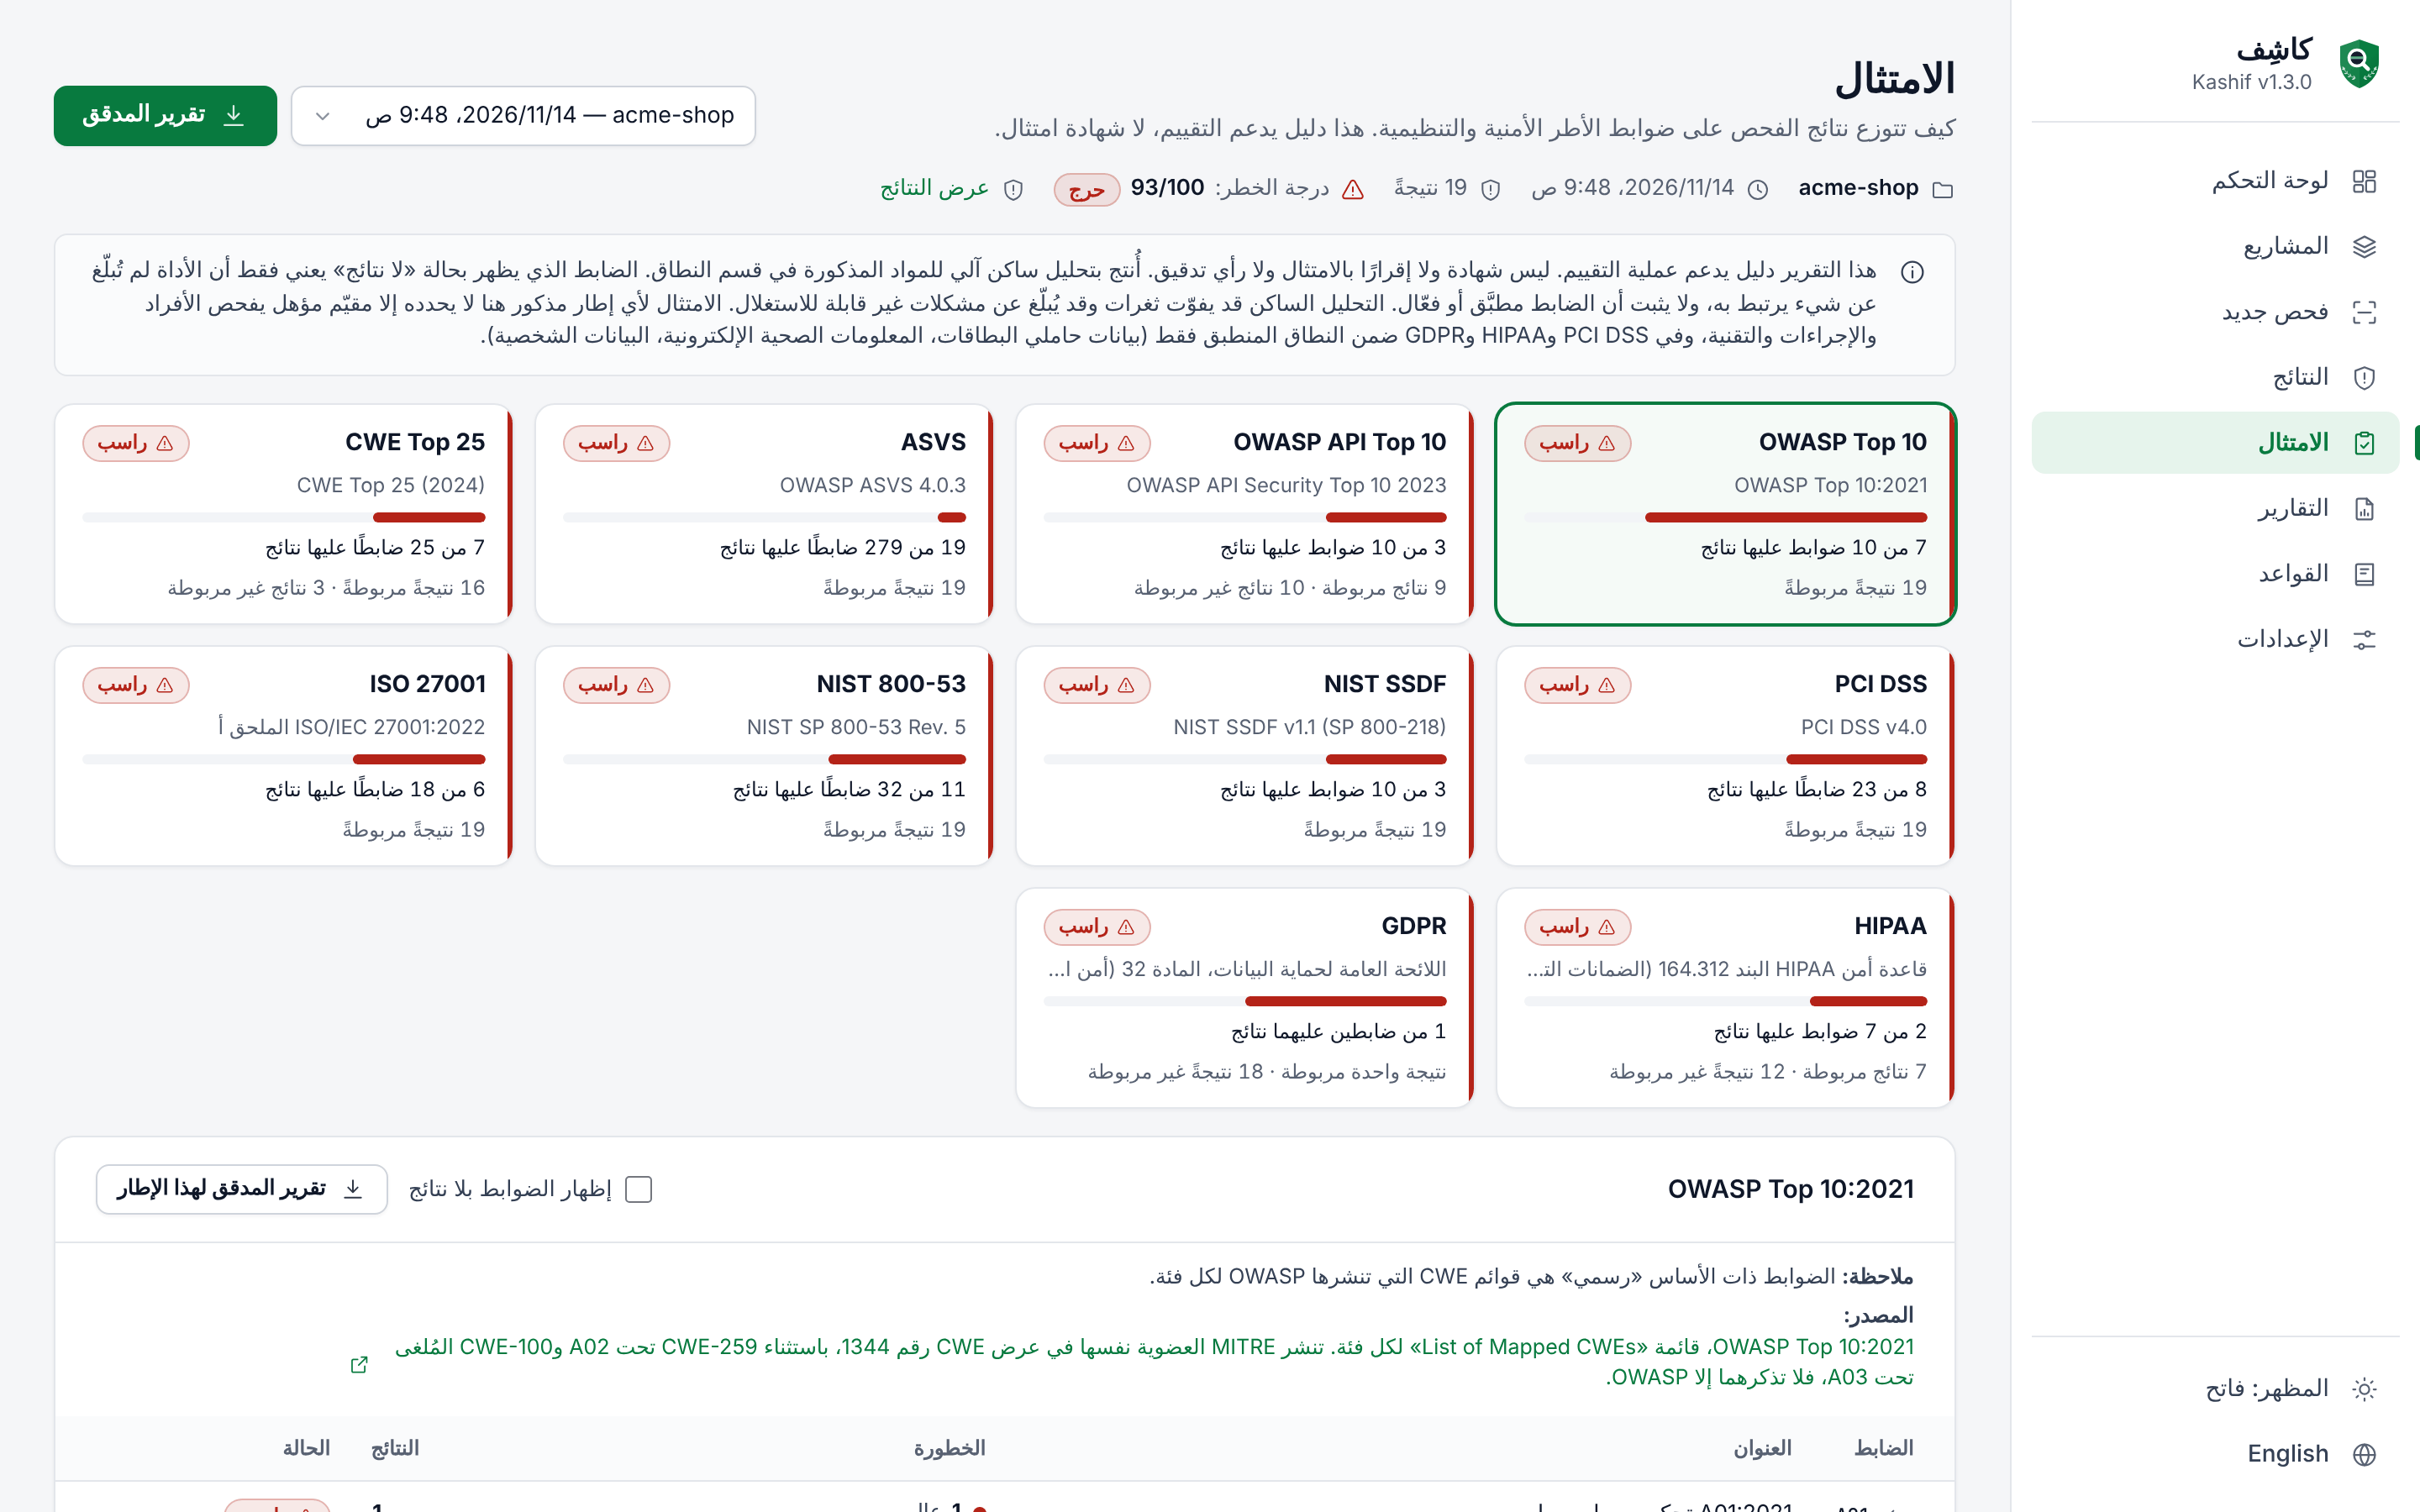 كاشِف
Kashif v1.3.0
لوحة التحكم
المشاريع
فحص جديد
النتائج
الامتثال
التقارير
القواعد
الإعدادات
المظهر: فاتح
English
الامتثال
كيف تتوزع نتائج الفحص على ضوابط الأطر الأمنية والتنظيمية. هذا دليل يدعم التقييم، لا شهادة امتثال.
acme-shop — 2026/11/14، 9:48 ص
تقرير المدقق
acme-shop 2026/11/14، 9:48 ص 19 نتيجةً درجة الخطر: 93/100 حرج عرض النتائج
هذا التقرير دليل يدعم عملية التقييم. ليس شهادة ولا إقرارًا بالامتثال ولا رأي تدقيق. أُنتج بتحليل ساكن آلي للمواد المذكورة في قسم النطاق. الضابط الذي يظهر بحالة «لا نتائج» يعني فقط أن الأداة لم تُبلّغ
عن شيء يرتبط به، ولا يثبت أن الضابط مطبَّق أو فعّال. التحليل الساكن قد يفوّت ثغرات وقد يُبلّغ عن مشكلات غير قابلة للاستغلال. الامتثال لأي إطار مذكور هنا لا يحدده إلا مقيّم مؤهل يفحص الأفراد
والإجراءات والتقنية، وفي PCI DSS وHIPAA وGDPR ضمن النطاق المنطبق فقط (بيانات حاملي البطاقات، المعلومات الصحية الإلكترونية، البيانات الشخصية).
OWASP Top 10 راسب
OWASP Top 10:2021
7 من 10 ضوابط عليها نتائج
19 نتيجةً مربوطةً
OWASP API Top 10 راسب
OWASP API Security Top 10 2023
3 من 10 ضوابط عليها نتائج
9 نتائج مربوطة · 10 نتائج غير مربوطة
ASVS راسب
OWASP ASVS 4.0.3
19 من 279 ضابطًا عليها نتائج
19 نتيجةً مربوطةً
CWE Top 25 راسب
CWE Top 25 (2024)
7 من 25 ضابطًا عليها نتائج
16 نتيجةً مربوطةً · 3 نتائج غير مربوطة
PCI DSS راسب
PCI DSS v4.0
8 من 23 ضابطًا عليها نتائج
19 نتيجةً مربوطةً
NIST SSDF راسب
NIST SSDF v1.1 (SP 800-218)
3 من 10 ضوابط عليها نتائج
19 نتيجةً مربوطةً
NIST 800-53 راسب
NIST SP 800-53 Rev. 5
11 من 32 ضابطًا عليها نتائج
19 نتيجةً مربوطةً
ISO 27001 راسب
ISO/IEC 27001:2022 الملحق أ
6 من 18 ضابطًا عليها نتائج
19 نتيجةً مربوطةً
HIPAA راسب
قاعدة أمن HIPAA البند 164.312 (الضمانات الت...
2 من 7 ضوابط عليها نتائج
7 نتائج مربوطة · 12 نتيجةً غير مربوطة
GDPR راسب
اللائحة العامة لحماية البيانات، المادة 32 (أمن ا...
1 من ضابطين عليهما نتائج
نتيجة واحدة مربوطة · 18 نتيجةً غير مربوطة
OWASP Top 10:2021
إظهار الضوابط بلا نتائج
تقرير المدقق لهذا الإطار
ملاحظة: الضوابط ذات الأساس «رسمي» هي قوائم CWE التي تنشرها OWASP لكل فئة.
المصدر:
OWASP Top 10:2021، قائمة «List of Mapped CWEs» لكل فئة. تنشر MITRE العضوية نفسها في عرض CWE رقم 1344، باستثناء CWE-259 تحت A02 وCWE-100 المُلغى
تحت A03، فلا تذكرهما إلا OWASP.
الضابط العنوان الخطورة النتائج الحالة